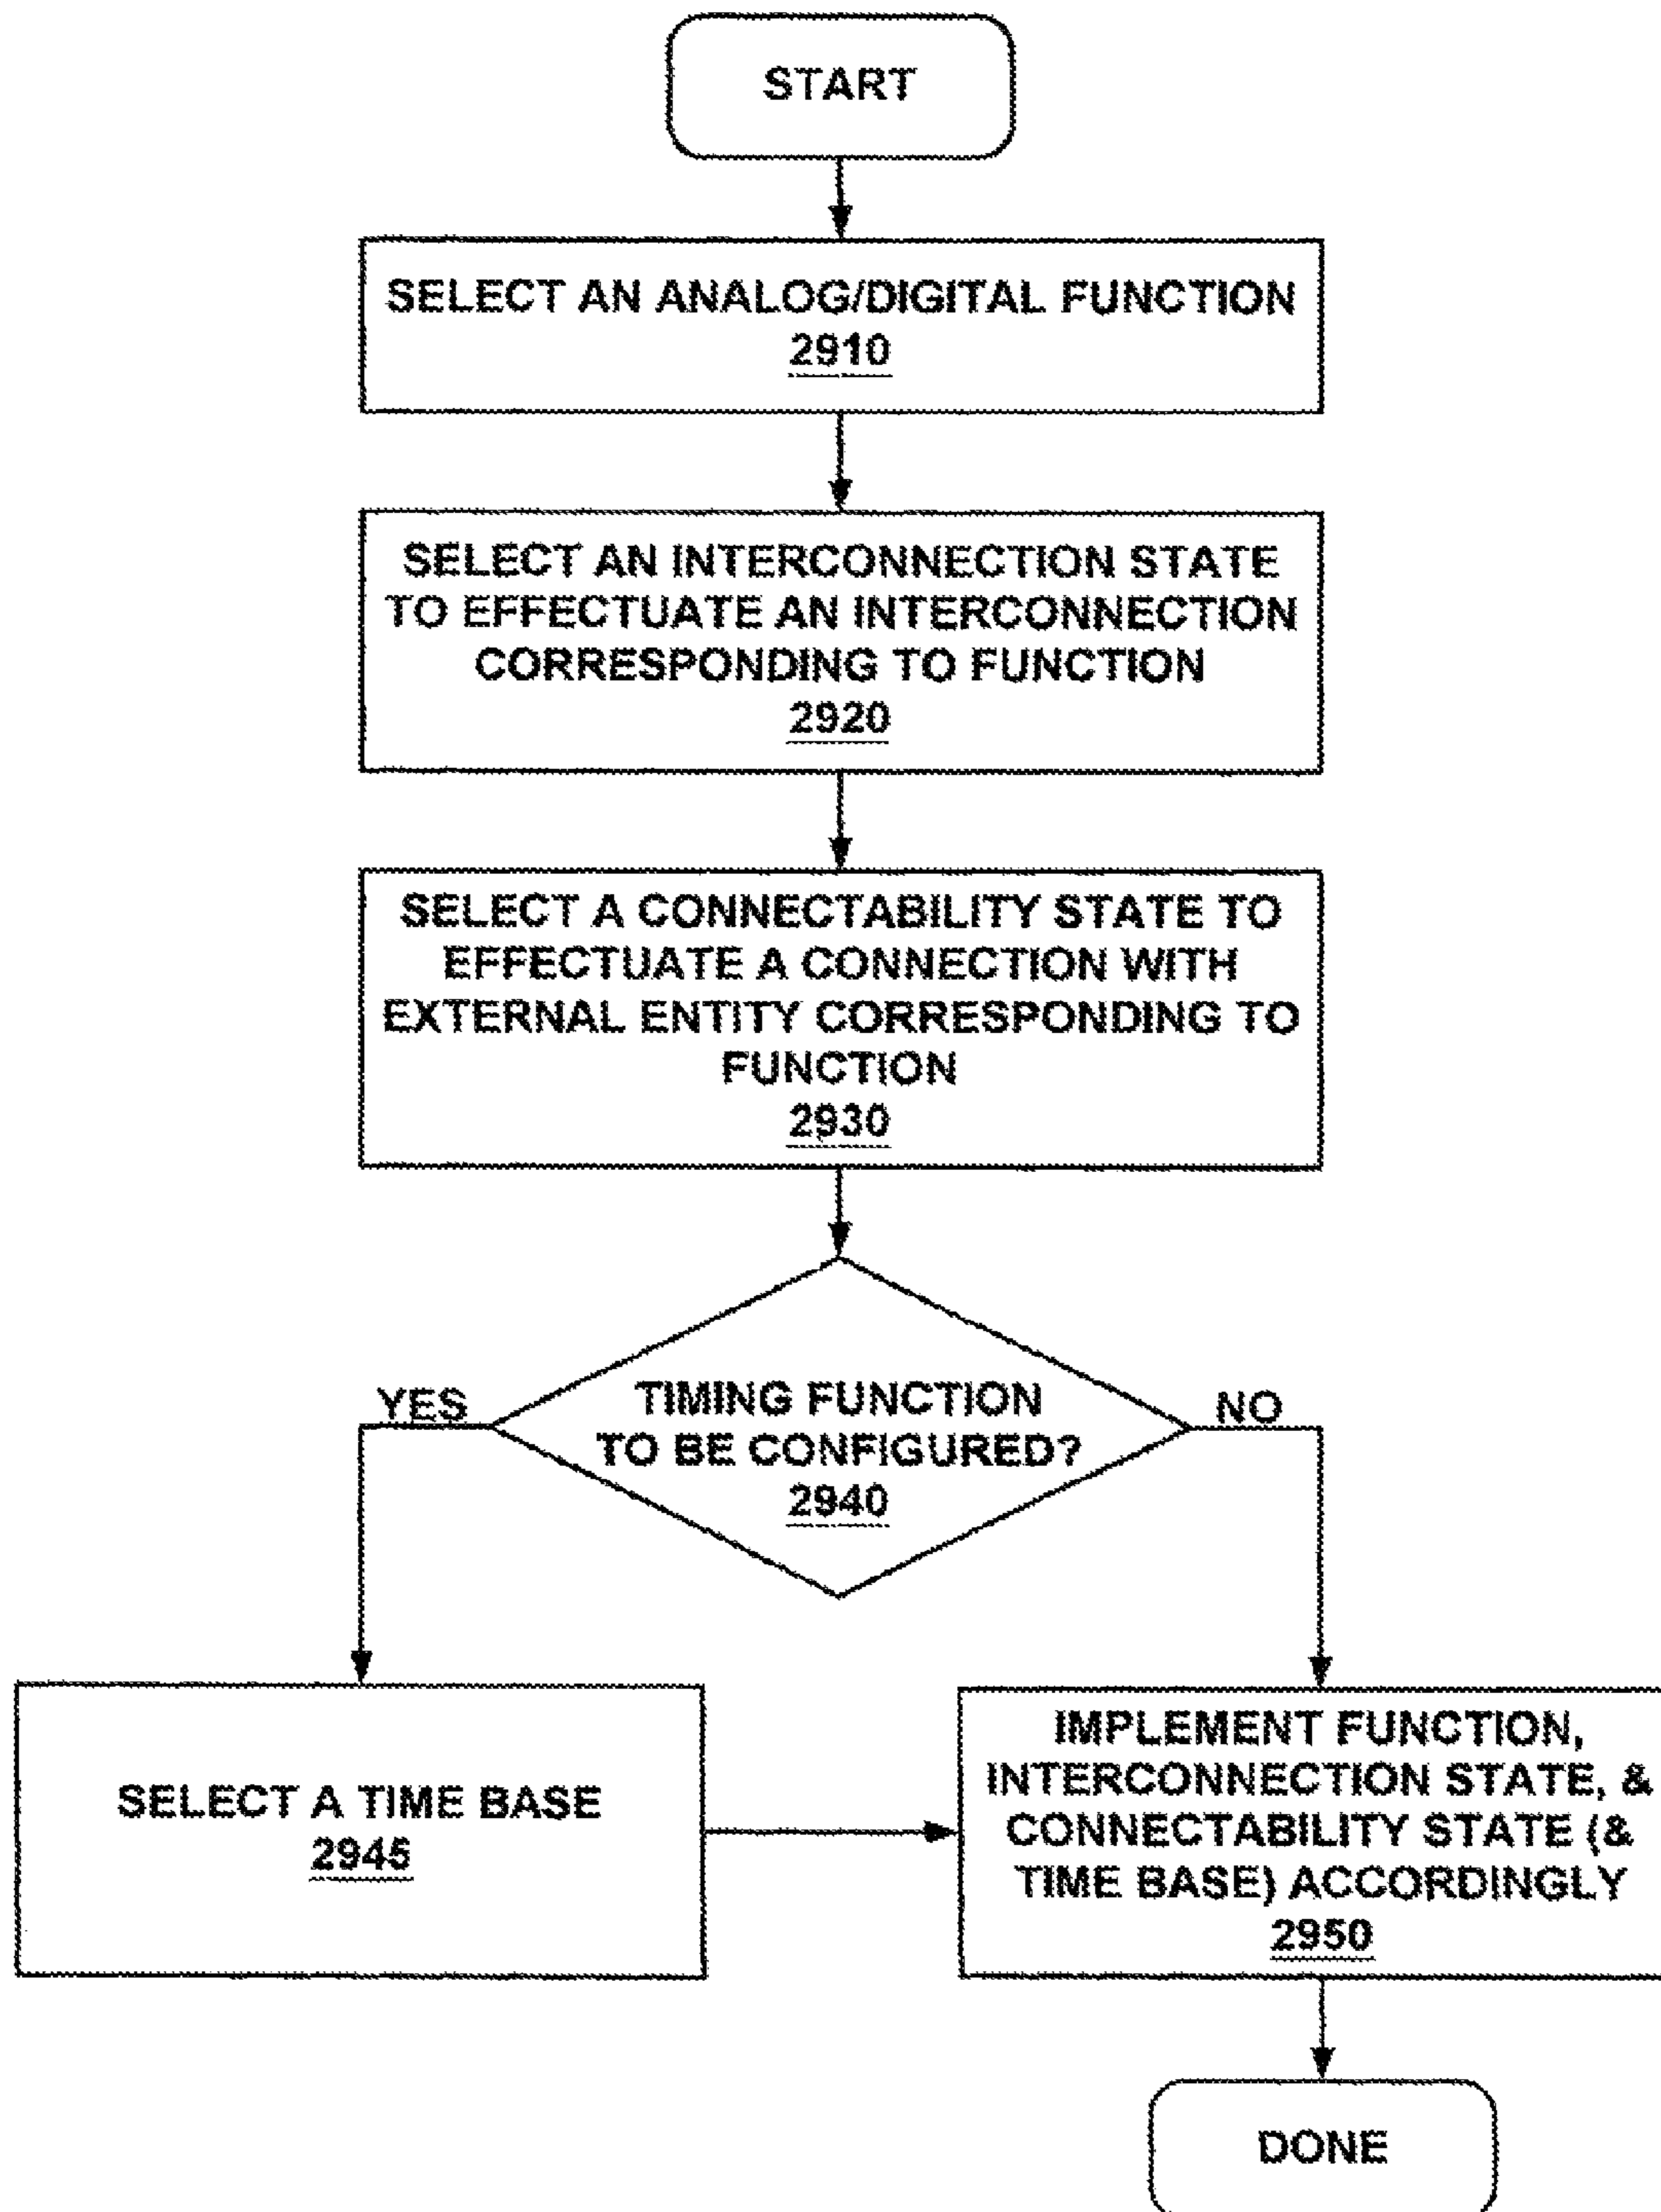 START
SELECT AN ANALOG/DIGITAL FUNCTION
2910
SELECT AN INTERCONNECTION STATE
TO EFFECTUATE AN INTERCONNECTION
CORRESPONDING TO FUNCTION
2920
SELECT A CONNECTABILITY STATE TO
EFFECTUATE A CONNECTION WITH
EXTERNAL ENTITY CORRESPONDING TO
FUNCTION
2930
YES
TIMING FUNCTION
TO BE CONFIGURED?
2940
NO
SELECT A TIME BASE
2945
IMPLEMENT FUNCTION,
INTERCONNECTION STATE, &
CONNECTABILITY STATE (&
TIME BASE) ACCORDINGLY
2950
DONE